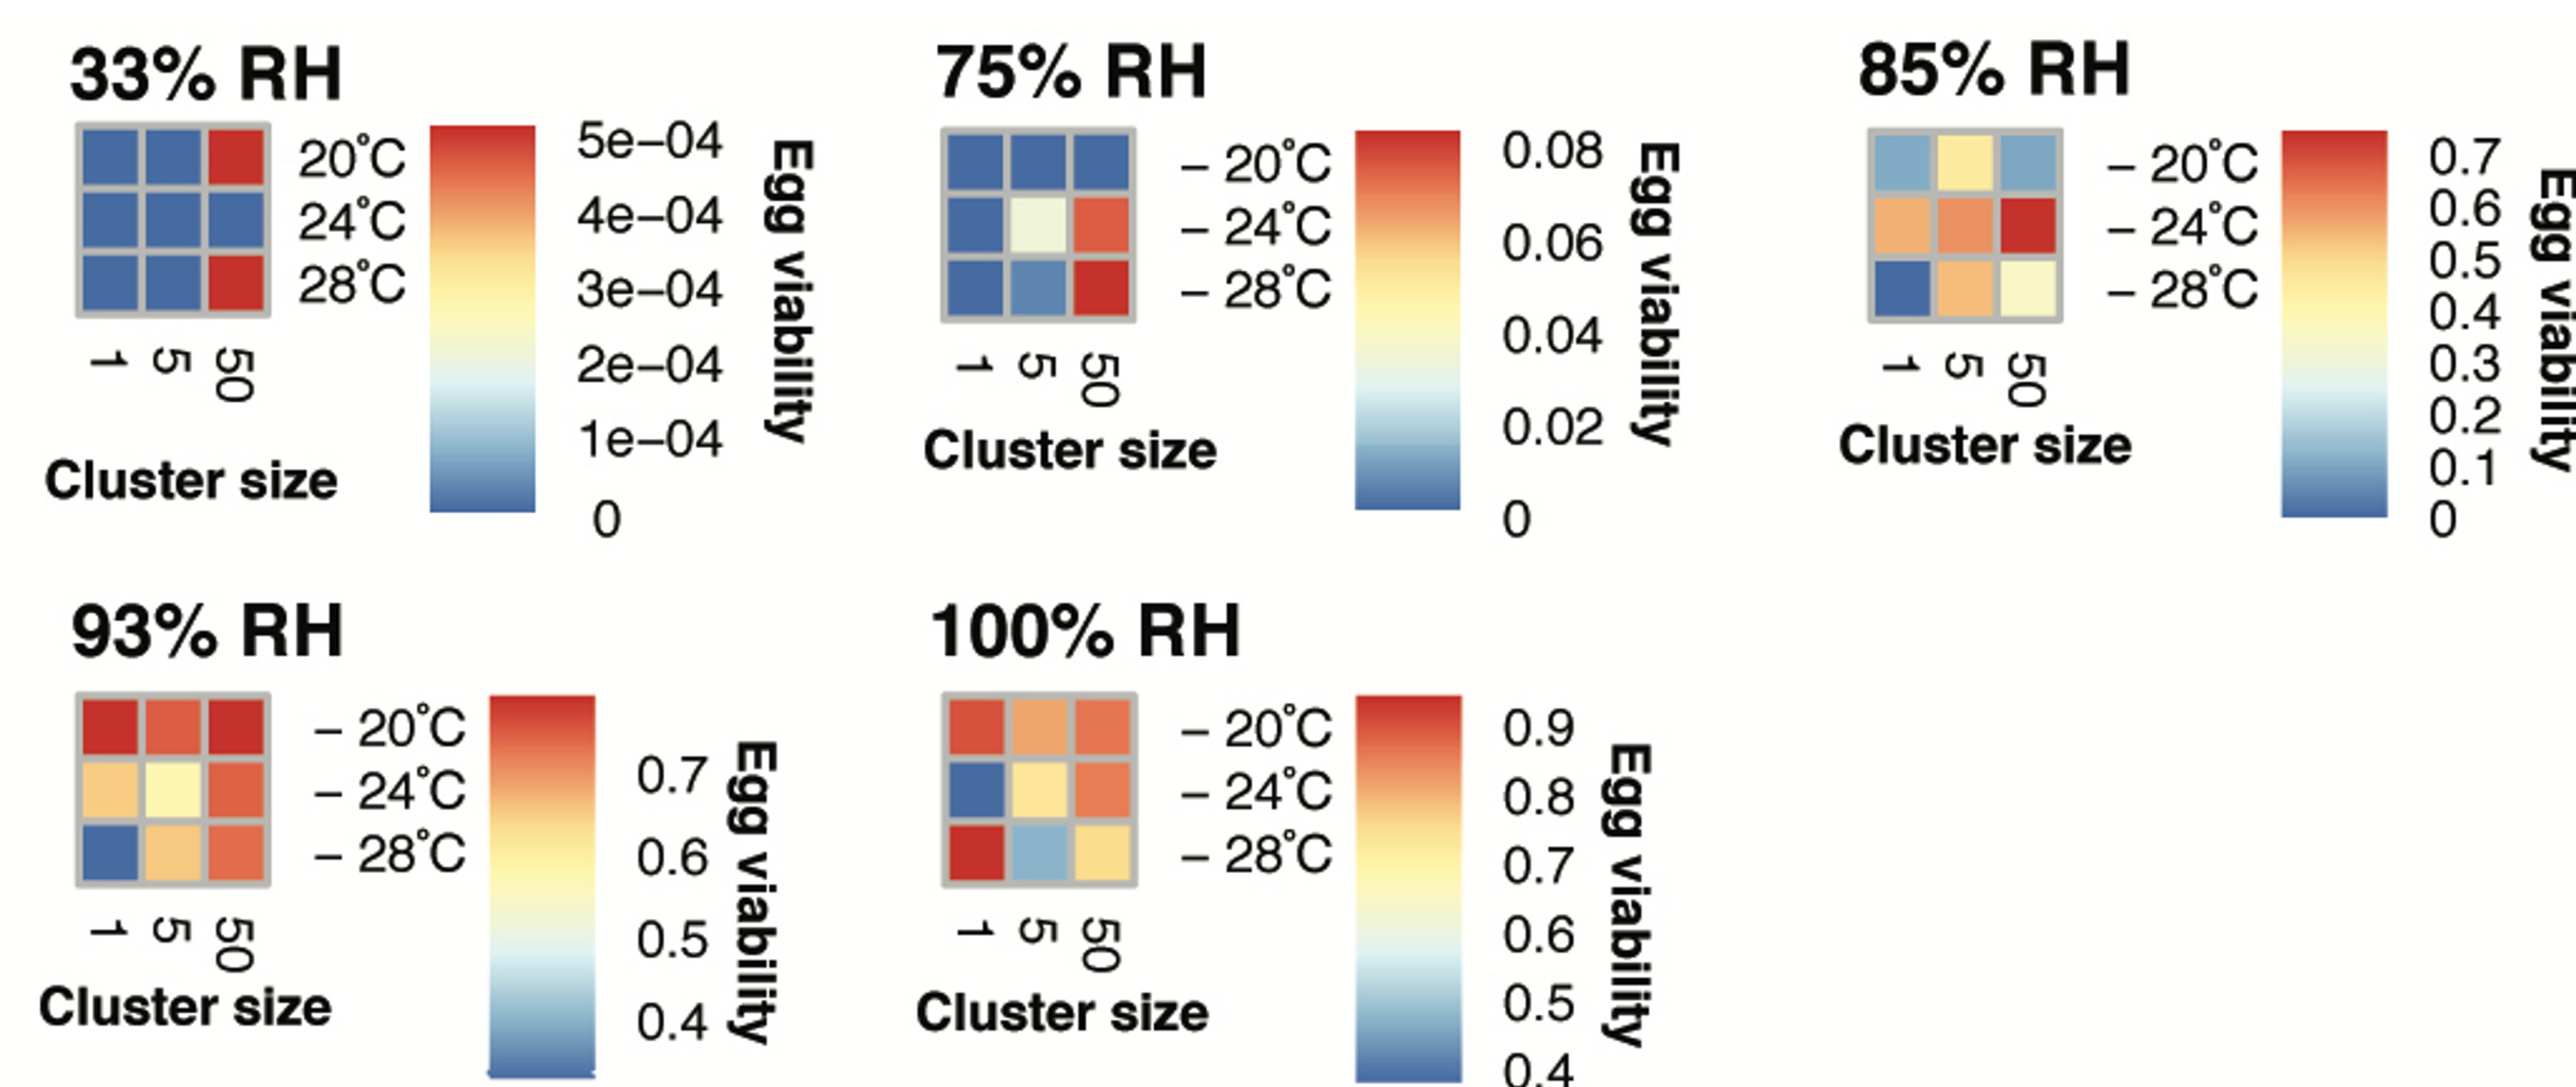 33% RH
20°C
24°C
28°C
1
5
50
Cluster size
5e−04
4e−04
3e−04
2e−04
1e−04
0
Egg viability
75% RH
– 20°C
– 24°C
– 28°C
1
5
50
Cluster size
0.08
0.06
0.04
0.02
0
Egg viability
85% RH
– 20°C
– 24°C
– 28°C
1
5
50
Cluster size
0.7
0.6
0.5
0.4
0.3
0.2
0.1
0
Egg viability
93% RH
– 20°C
– 24°C
– 28°C
1
5
50
Cluster size
0.7
0.6
0.5
0.4
Egg viability
100% RH
– 20°C
– 24°C
– 28°C
1
5
50
Cluster size
0.9
0.8
0.7
0.6
0.5
0.4
Egg viability